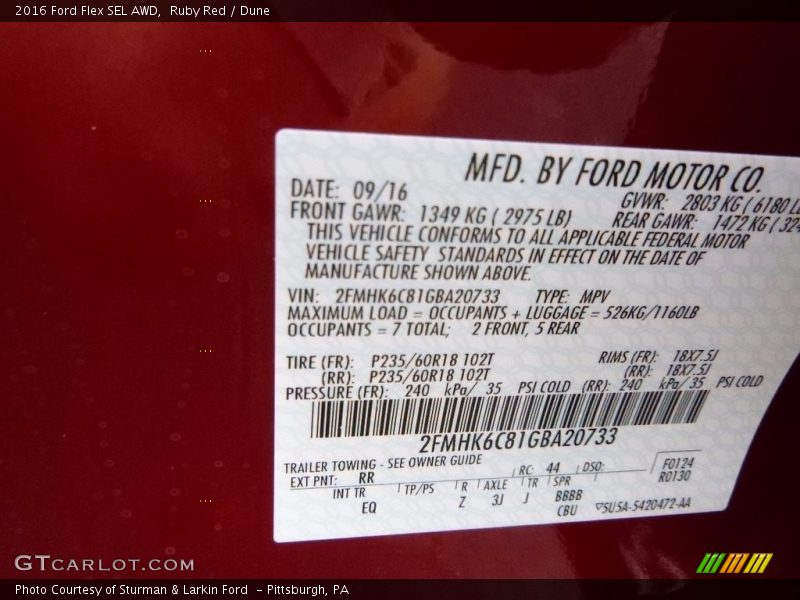 2016 Ford Flex SEL AWD,  Ruby Red / Dune
MFD. BY FORD MOTOR CO.
DATE: 09/16
GVWR: 2803 KG ( 6180 LB
FRONT GAWR: 1349 KG ( 2975 LB)
REAR GAWR: 1472 KG ( 324
THIS VEHICLE CONFORMS TO ALL APPLICABLE FEDERAL MOTOR
VEHICLE SAFETY STANDARDS IN EFFECT ON THE DATE OF
MANUFACTURE SHOWN ABOVE.
VIN: 2FMHK6C81GBA20733 TYPE: MPV
MAXIMUM LOAD = OCCUPANTS + LUGGAGE = 526KG/1160LB
OCCUPANTS = 7 TOTAL; 2 FRONT, 5 REAR
TIRE (FR): P235/60R18 102T RIMS (FR): 18X7.5J
(RR): P235/60R18 102T (RR): 18X7.5J
PRESSURE (FR): 240 kPa/ 35 PSI COLD (RR): 240 kPa/ 35 PSI COLD
2FMHK6C81GBA20733
TRAILER TOWING - SEE OWNER GUIDE
EXT PNT: RR RC: 44 DSO: F0124
R0130
INT TR TP/PS R AXLE TR SPR
EQ Z 3J J BBBB
CBU 5U5A-5420472-AA
GTCARLOT.COM
Photo Courtesy of Sturman & Larkin Ford  - Pittsburgh, PA